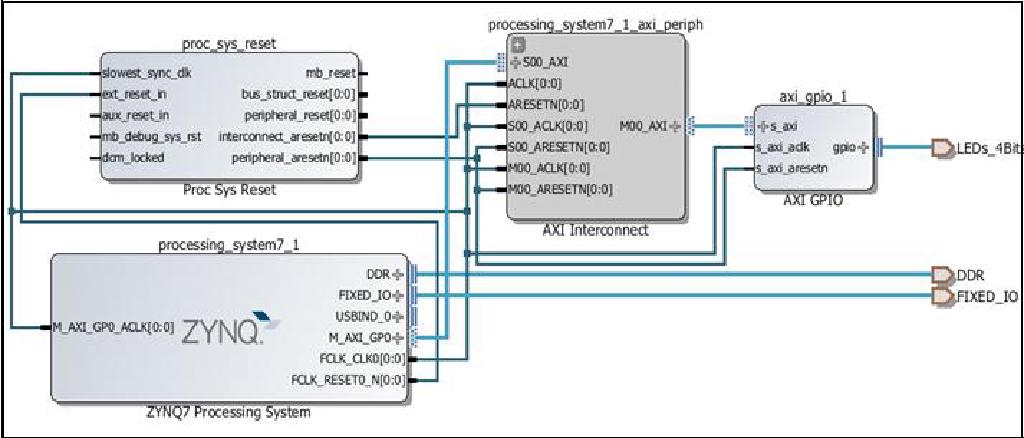 proc_sys_reset
slowest_sync_clk
ext_reset_in
aux_reset_in
mb_debug_sys_rst
dcm_locked
mb_reset
bus_struct_reset[0:0]
peripheral_reset[0:0]
interconnect_aresetn[0:0]
peripheral_aresetn[0:0]
Proc Sys Reset
processing_system7_1_axi_periph
S00_AXI
ACLK[0:0]
ARESETN[0:0]
S00_ACLK[0:0]
S00_ARESETN[0:0]
M00_ACLK[0:0]
M00_ARESETN[0:0]
M00_AXI
AXI Interconnect
axi_gpio_1
s_axi
s_axi_aclk
s_axi_aresetn
gpio
AXI GPIO
LEDs_4Bits
processing_system7_1
M_AXI_GP0_ACLK[0:0]
ZYNQ.
DDR
FIXED_IO
USBIND_0
M_AXI_GP0
FCLK_CLK0[0:0]
FCLK_RESET0_N[0:0]
ZYNQ7 Processing System
DDR
FIXED_IO